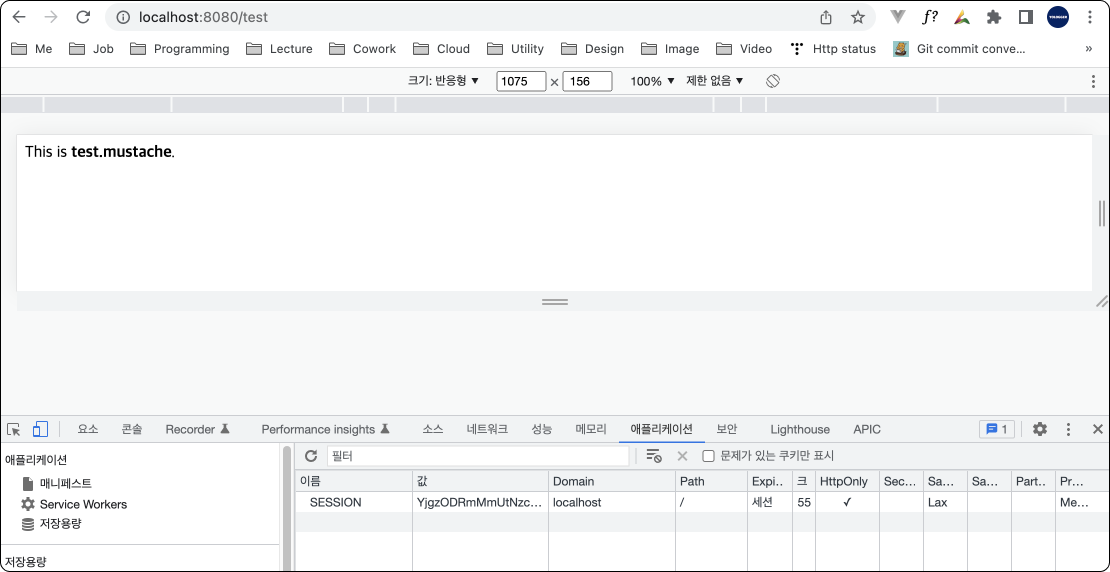 localhost:8080/test
f?
Me Job Programming Lecture Cowork Cloud Utility Design Image Video Http status Git commit conve... »
크기: 반응형 ▼ 1075 × 156 100% ▼ 제한 없음 ▼
This is test.mustache.
요소 콘솔 Recorder Performance insights 소스 네트워크 성능 메모리 애플리케이션 보안 Lighthouse APIC 1
애플리케이션
필터 문제가 있는 쿠키만 표시
매니페스트
Service Workers
저장용량
저장용량
이름 값 Domain Path Expi... 크 HttpOnly Sec... Sa... Sa... Part... Pr...
SESSION YjgzODRmMmUtNzc... localhost / 세션 55 ✓ Lax Me...